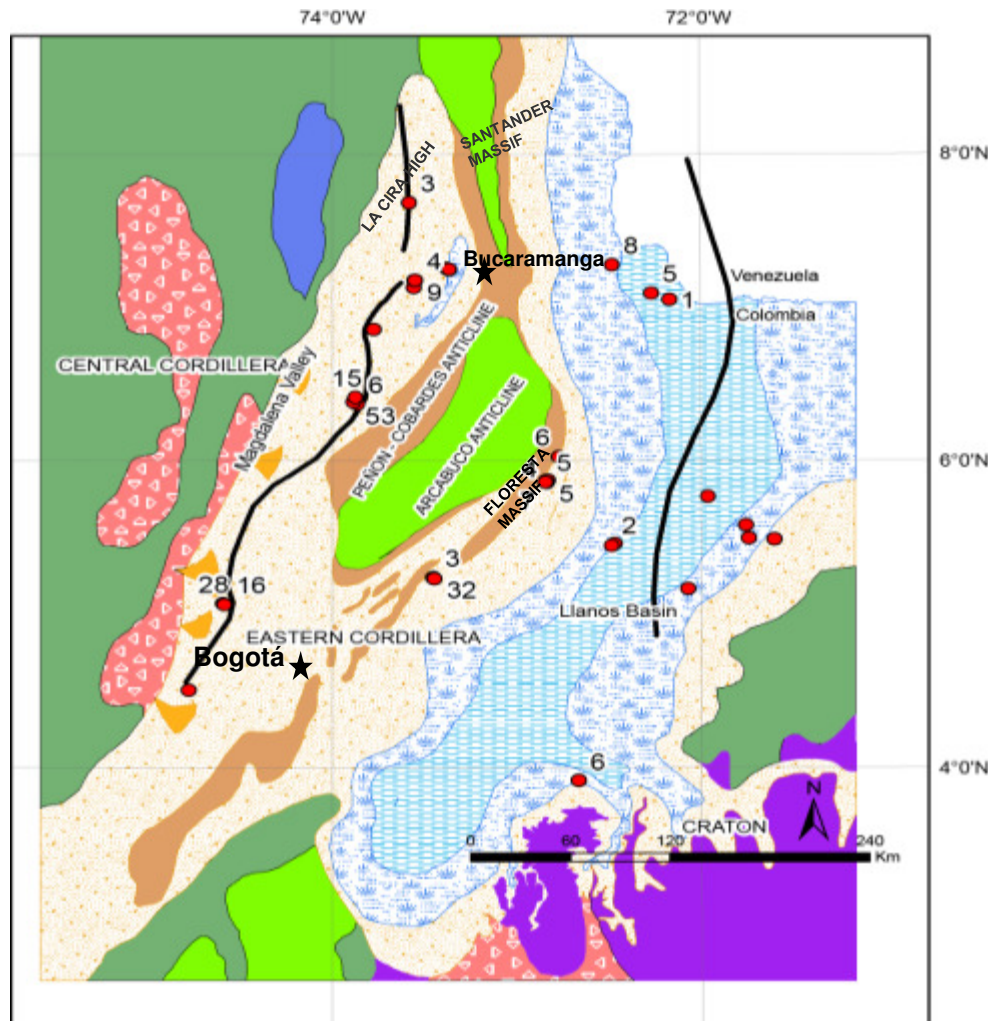 74°0'W
72°0'W
SANTANDER
MASSIF
8°0'N
LA CIRA HIGH
3
4
9
Bucaramanga
8
5
1
Venezuela
Colombia
CENTRAL CORDILLERA
Magdalena Valley
15
6
53
PEÑON - COBARDES ANTICLINE
ARCABUCO ANTICLINE
6
5
5
FLORESTA
MASSIF
6°0'N
2
3
32
28
16
Llanos Basin
EASTERN CORDILLERA
Bogotá
4°0'N
6
N
CRATON
0
60
120
240
Km